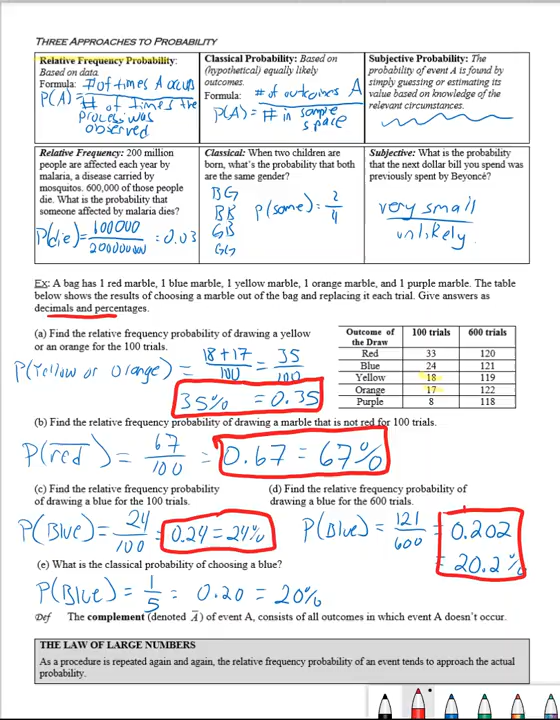 THREE APPROACHES TO PROBABILITY
Relative Frequency Probability:
Based on data.
Formula: # of times A occurs
P(A) = # of times the
process was
observed
Classical Probability: Based on
(hypothetical) equally likely
outcomes.
Formula: # of outcomes A
P(A) = # in sample
space
Subjective Probability: The
probability of event A is found by
simply guessing or estimating its
value based on knowledge of the
relevant circumstances.
Relative Frequency: 200 million
people are affected each year by
malaria, a disease carried by
mosquitos. 600,000 of those people
die. What is the probability that
someone affected by malaria dies?
P(die) =
= 0.03
Classical: When two children are
born, what's the probability that both
are the same gender?
BG
BB
GB
GG
P(same) = 2/4
Subjective: What is the probability
that the next dollar bill you spend was
previously spent by Beyoncé?
very small
unlikely
Ex: A bag has 1 red marble, 1 blue marble, 1 yellow marble, 1 orange marble, and 1 purple marble. The table
below shows the results of choosing a marble out of the bag and replacing it each trial. Give answers as
decimals and percentages.
(a) Find the relative frequency probability of drawing a yellow
or an orange for the 100 trials.
P(Yellow or Orange) = 18+17/100 = 35/100
35% = 0.35
Outcome of the Draw 100 trials 600 trials
Red 33 120
Blue 24 121
Yellow 18 119
Orange 17 122
Purple 8 118
(b) Find the relative frequency probability of drawing a marble that is not red for 100 trials.
P(r̅e̅d̅) = 67/100 = 0.67 = 67%
(c) Find the relative frequency probability
of drawing a blue for the 100 trials.
P(Blue) = 24/100 = 0.24 = 24%
(d) Find the relative frequency probability of
drawing a blue for the 600 trials.
P(Blue) = 121/600 = 0.202
= 20.2%
(e) What is the classical probability of choosing a blue?
P(Blue) = 1/5 = 0.20 = 20%
Def The complement (denoted A̅) of event A, consists of all outcomes in which event A doesn't occur.
THE LAW OF LARGE NUMBERS
As a procedure is repeated again and again, the relative frequency probability of an event tends to approach the actual
probability.